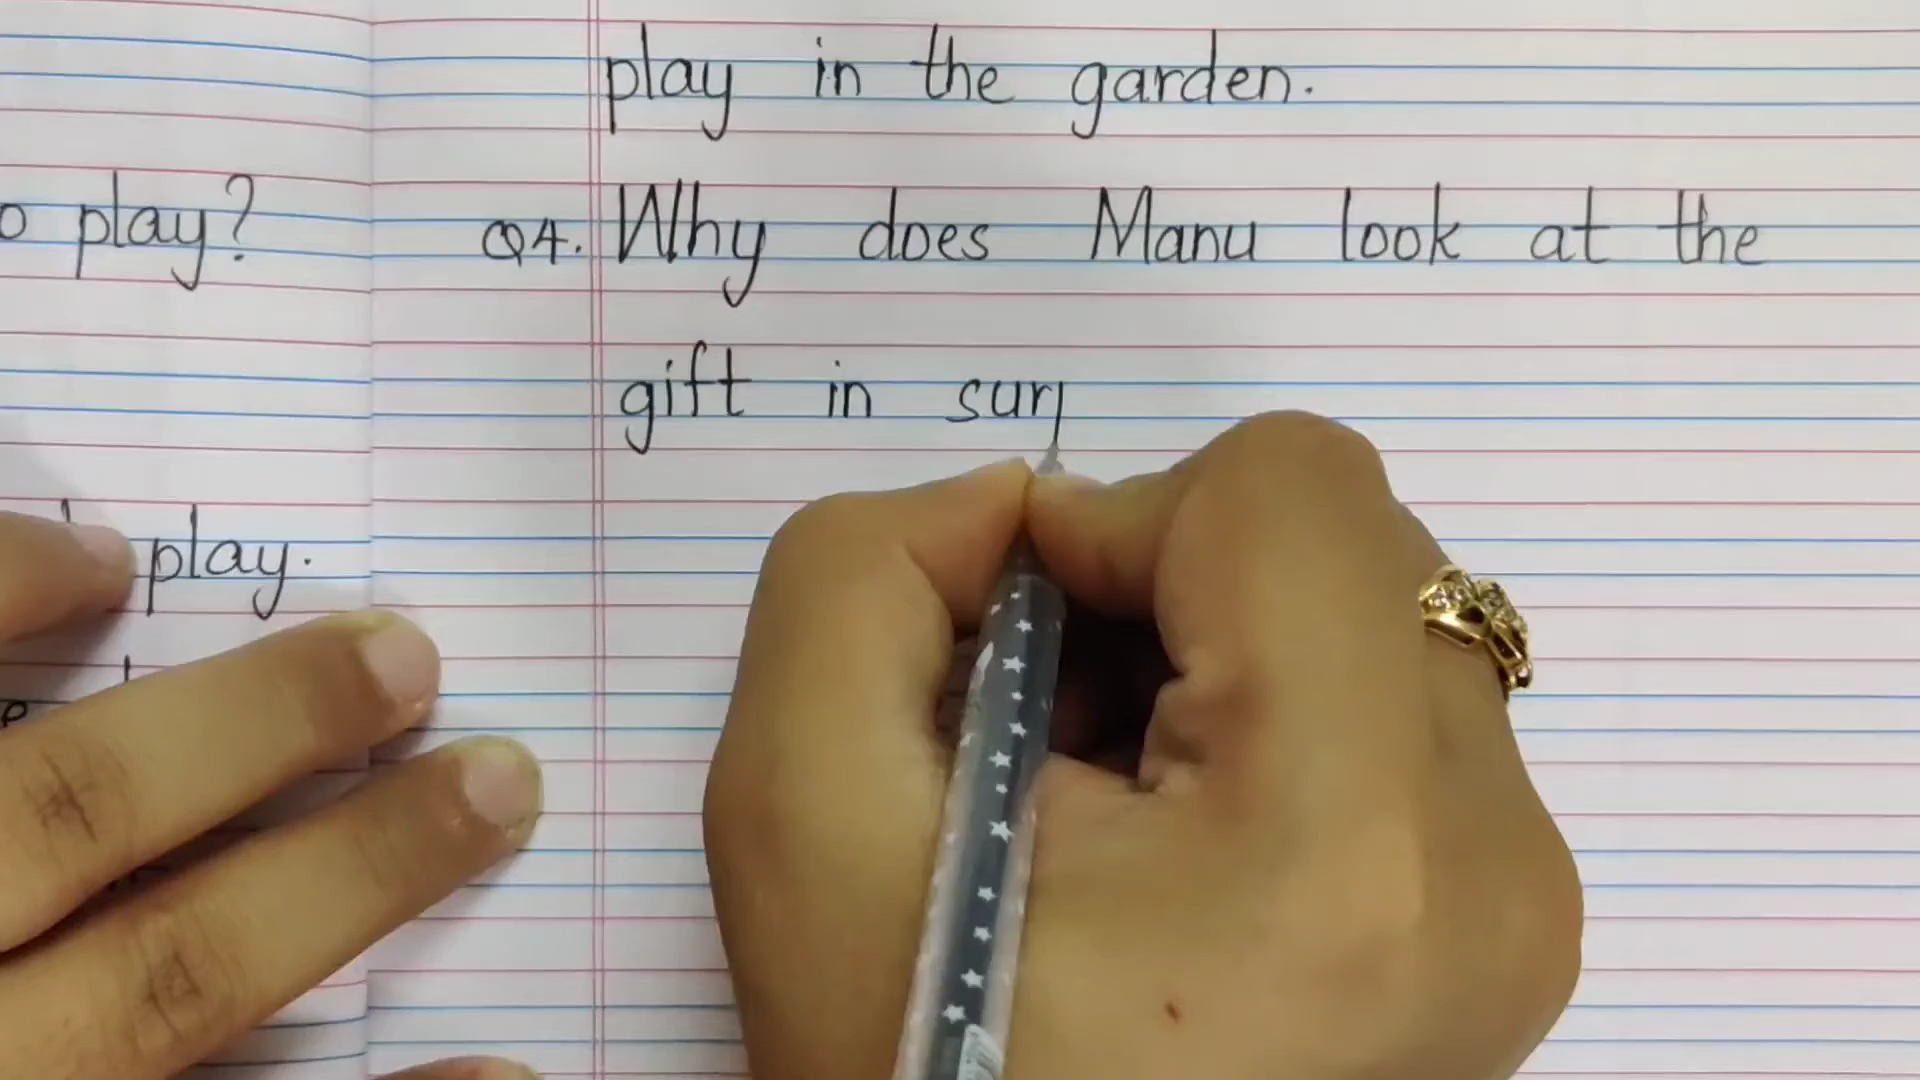 play in the garden.
Q4. Why does Manu look at the
gift in sur
play?
play.